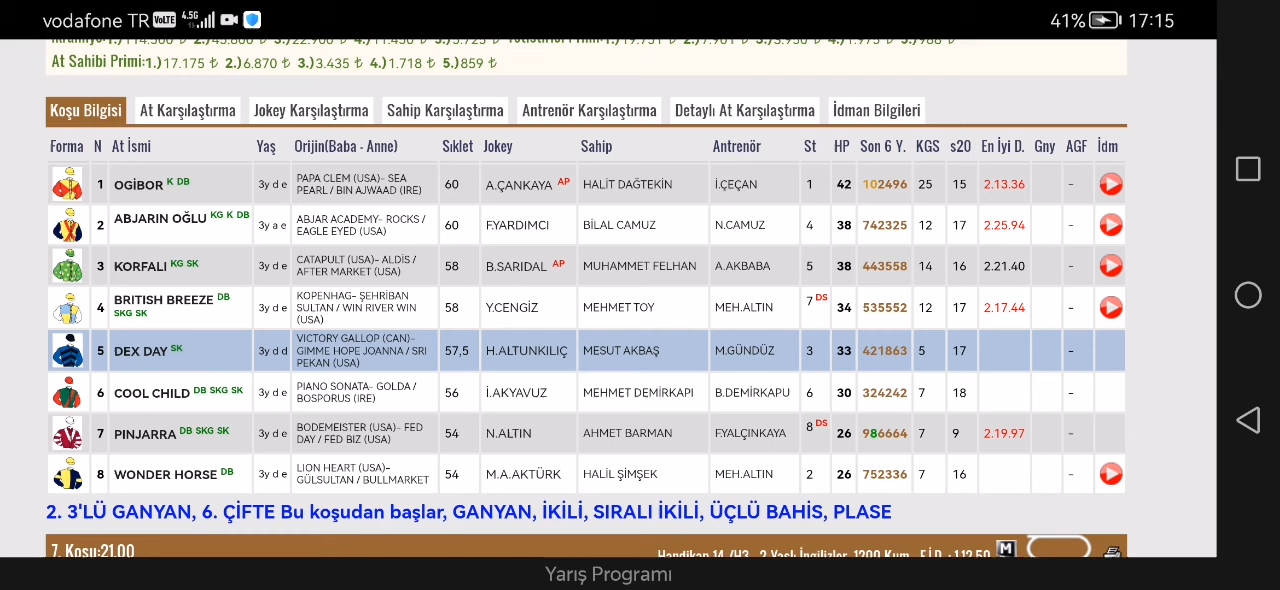 vodafone TR VoLTE 4.5G 41% 17:15
At Sahibi Primi:1.)17.175 ₺ 2.)6.870 ₺ 3.)3.435 ₺ 4.)1.718 ₺ 5.)859 ₺
Koşu Bilgisi At Karşılaştırma Jokey Karşılaştırma Sahip Karşılaştırma Antrenör Karşılaştırma Detaylı At Karşılaştırma İdman Bilgileri
Forma N At İsmi Yaş Orijin(Baba - Anne) Sıklet Jokey Sahip Antrenör St HP Son 6 Y. KGS s20 En İyi D. Gny AGF İdm
1 OGİBOR K DB 3y d e PAPA CLEM (USA)- SEA PEARL / BIN AJWAAD (IRE) 60 A.ÇANKAYA AP HALİT DAĞTEKİN İ.ÇEÇAN 1 42 102496 25 15 2.13.36 -
2 ABJARIN OĞLU KG K DB 3y a e ABJAR ACADEMY- ROCKS / EAGLE EYED (USA) 60 F.YARDIMCI BİLAL CAMUZ N.CAMUZ 4 38 742325 12 17 2.25.94 -
3 KORFALI KG SK 3y d e CATAPULT (USA)- ALDİS / AFTER MARKET (USA) 58 B.SARIDAL AP MUHAMMET FELHAN A.AKBABA 5 38 443558 14 16 2.21.40 -
4 BRITISH BREEZE DB SKG SK 3y d e KOPENHAG- ŞEHRİBAN SULTAN / WIN RIVER WIN (USA) 58 Y.CENGİZ MEHMET TOY MEH.ALTIN 7 DS 34 535552 12 17 2.17.44 -
5 DEX DAY SK 3y d d VICTORY GALLOP (CAN)- GIMME HOPE JOANNA / SRI PEKAN (USA) 57,5 H.ALTUNKILIÇ MESUT AKBAŞ M.GÜNDÜZ 3 33 421863 5 17 -
6 COOL CHILD DB SKG SK 3y d e PIANO SONATA- GOLDA / BOSPORUS (IRE) 56 İ.AKYAVUZ MEHMET DEMİRKAPI B.DEMİRKAPU 6 30 324242 7 18 -
7 PINJARRA DB SKG SK 3y d e BODEMEISTER (USA)- FED DAY / FED BIZ (USA) 54 N.ALTIN AHMET BARMAN F.YALÇINKAYA 8 DS 26 986664 7 9 2.19.97 -
8 WONDER HORSE DB 3y d e LION HEART (USA)- GÜLSULTAN / BULLMARKET 54 M.A.AKTÜRK HALİL ŞİMŞEK MEH.ALTIN 2 26 752336 7 16 -
2. 3'LÜ GANYAN, 6. ÇİFTE Bu koşudan başlar, GANYAN, İKİLİ, SIRALI İKİLİ, ÜÇLÜ BAHİS, PLASE
7. Koşu:21.00 Handikap 14 /H3, 2 Yaşlı İngilizler, 1200 Kum, E.İ.D. :1.12.50 M
Yarış Programı